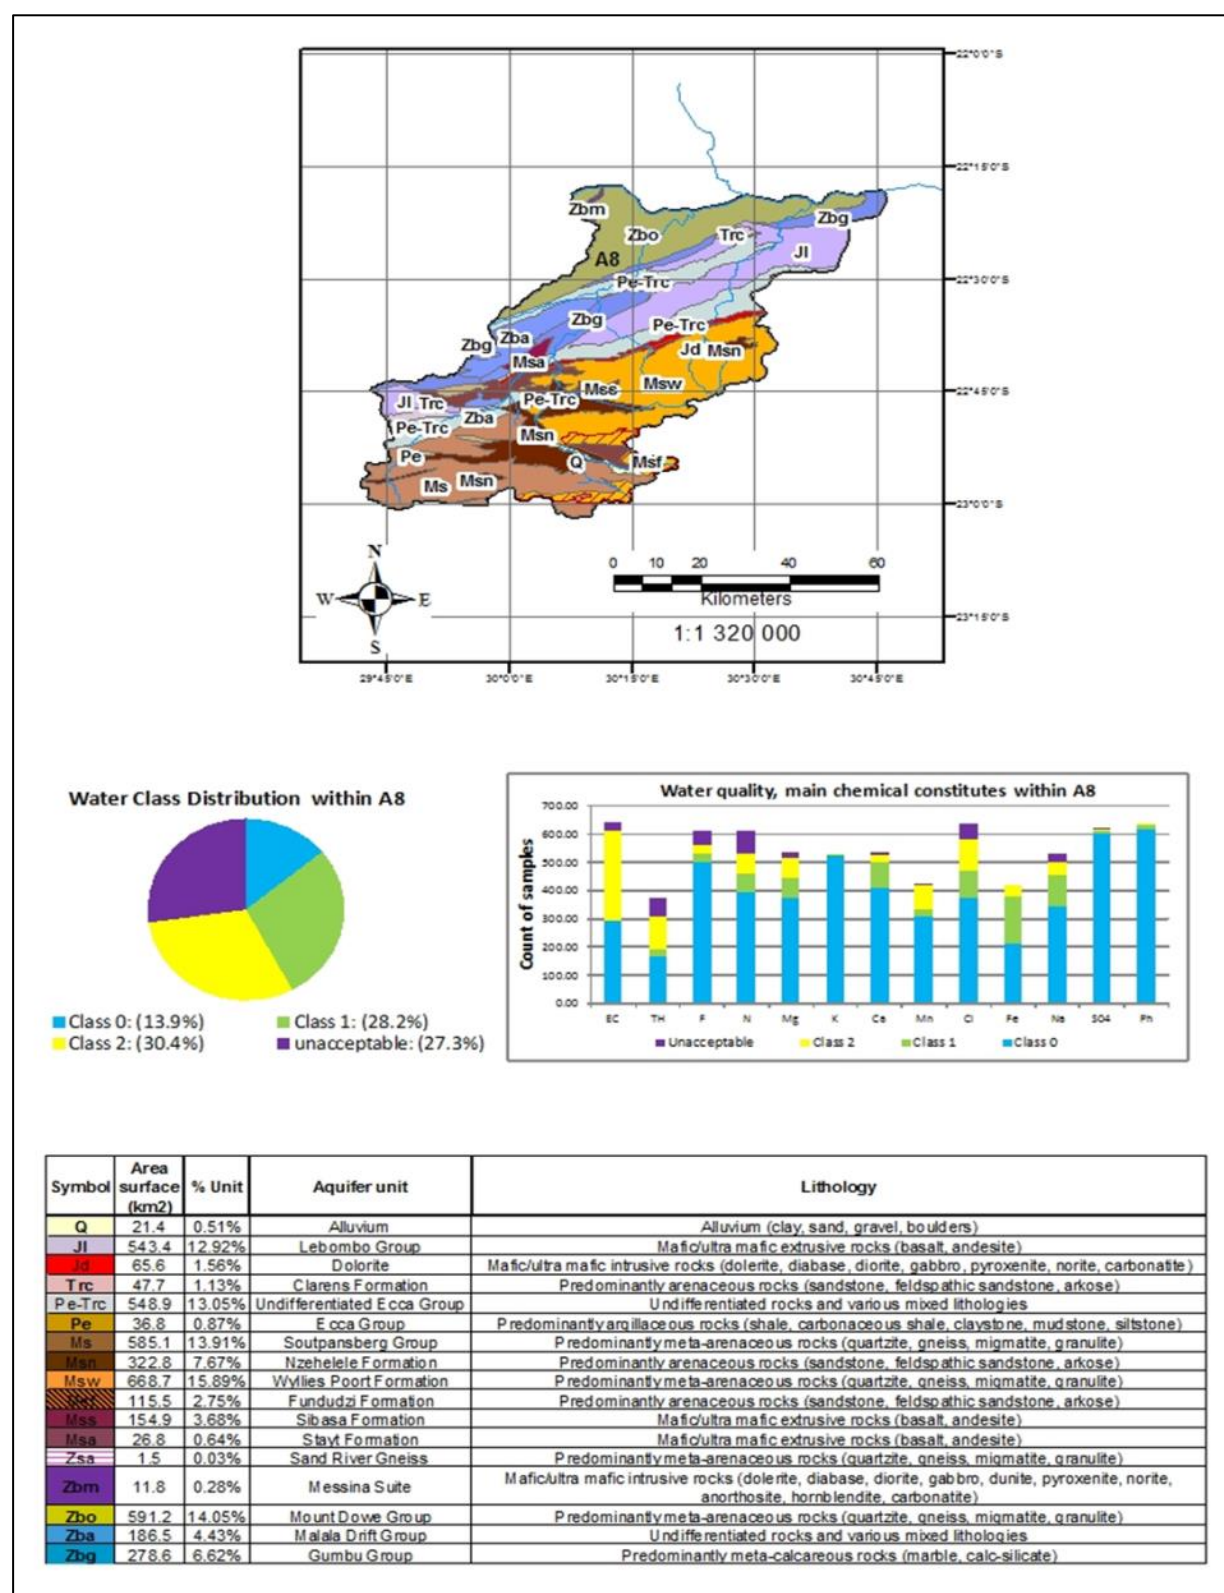 22°0'0"S
22°15'0"S
Zbm
Zbg
Zbo
Trc
Jl
A8
22°30'0"S
Pe-Trc
Zbg
Pe-Trc
Zba
Zbg
Jd Msn
Msa
Mss
Msw
22°45'0"S
Jl Trc
Pe-Trc
Zba
Pe-Trc
Msn
Pe
Q
Msf
Ms
Msn
23°0'0"S
N
W E
S
0 10 20 40 60
Kilometers
1:1 320 000
23°15'0"S
29°45'0"E 30°0'0"E 30°15'0"E 30°30'0"E 30°45'0"E
Water Class Distribution within A8
Class 0: (13.9%) Class 1: (28.2%)
Class 2: (30.4%) unacceptable: (27.3%)
Water quality, main chemical constitutes within A8
Count of samples
700.00
600.00
500.00
400.00
300.00
200.00
100.00
0.00
EC TH F N Mg K Ca Mn Cl Fe Na SO4 Ph
Unacceptable Class 2 Class 1 Class 0
Symbol Area surface (km2) % Unit Aquifer unit Lithology
Q 21.4 0.51% Alluvium Alluvium (clay, sand, gravel, boulders)
Jl 543.4 12.92% Lebombo Group Mafic/ultra mafic extrusive rocks (basalt, andesite)
Jd 65.6 1.56% Dolorite Mafic/ultra mafic intrusive rocks (dolerite, diabase, diorite, gabbro, pyroxenite, norite, carbonatite)
Trc 47.7 1.13% Clarens Formation Predominantly arenaceous rocks (sandstone, feldspathic sandstone, arkose)
Pe-Trc 548.9 13.05% Undifferentiated Ecca Group Undifferentiated rocks and various mixed lithologies
Pe 36.8 0.87% Ecca Group Predominantly argillaceous rocks (shale, carbonaceous shale, claystone, mudstone, siltstone)
Ms 585.1 13.91% Soutpansberg Group Predominantly meta-arenaceous rocks (quartzite, gneiss, migmatite, granulite)
Msn 322.8 7.67% Nzehelele Formation Predominantly arenaceous rocks (sandstone, feldspathic sandstone, arkose)
Msw 668.7 15.89% Wyllies Poort Formation Predominantly meta-arenaceous rocks (quartzite, gneiss, migmatite, granulite)
115.5 2.75% Fundudzi Formation Predominantly arenaceous rocks (sandstone, feldspathic sandstone, arkose)
Mss 154.9 3.68% Sibasa Formation Mafic/ultra mafic extrusive rocks (basalt, andesite)
Msa 26.8 0.64% Stayt Formation Mafic/ultra mafic extrusive rocks (basalt, andesite)
Zsa 1.5 0.03% Sand River Gneiss Predominantly meta-arenaceous rocks (quartzite, gneiss, migmatite, granulite)
Zbm 11.8 0.28% Messina Suite Mafic/ultra mafic intrusive rocks (dolerite, diabase, diorite, gabbro, dunite, pyroxenite, norite,
anorthosite, hornblendite, carbonatite)
Zbo 591.2 14.05% Mount Dowe Group Predominantly meta-arenaceous rocks (quartzite, gneiss, migmatite, granulite)
Zba 186.5 4.43% Malala Drift Group Undifferentiated rocks and various mixed lithologies
Zbg 278.6 6.62% Gumbu Group Predominantly meta-calcareous rocks (marble, calc-silicate)